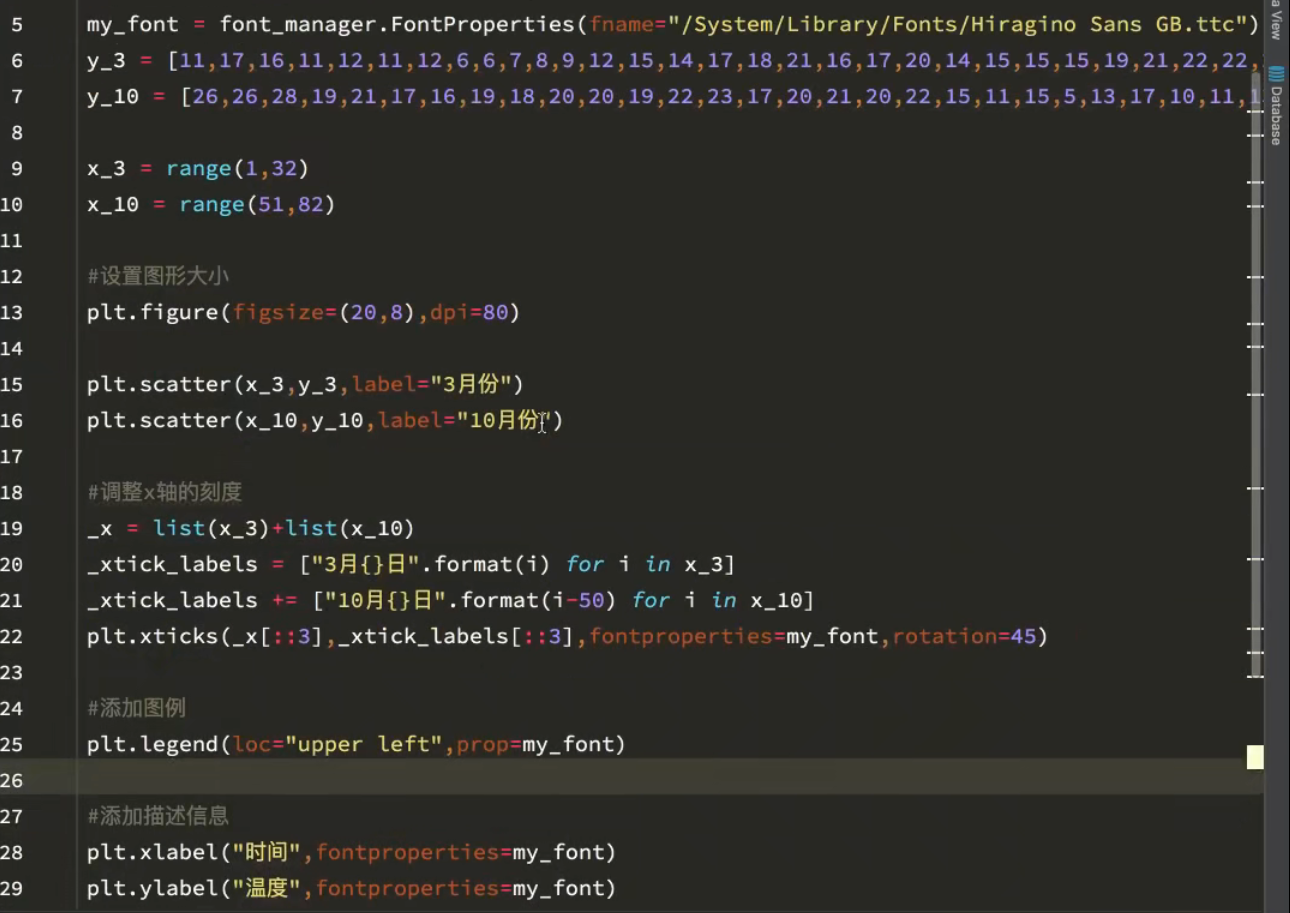 5 my_font = font_manager.FontProperties(fname="/System/Library/Fonts/Hiragino Sans GB.ttc")
6 y_3 = [11,17,16,11,12,11,12,6,6,7,8,9,12,15,14,17,18,21,16,17,20,14,15,15,15,19,21,22,22,
7 y_10 = [26,26,28,19,21,17,16,19,18,20,20,19,22,23,17,20,21,20,22,15,11,15,5,13,17,10,11,
8
9 x_3 = range(1,32)
10 x_10 = range(51,82)
11
12 #设置图形大小
13 plt.figure(figsize=(20,8),dpi=80)
14
15 plt.scatter(x_3,y_3,label="3月份")
16 plt.scatter(x_10,y_10,label="10月份")
17
18 #调整x轴的刻度
19 _x = list(x_3)+list(x_10)
20 _xtick_labels = ["3月{}日".format(i) for i in x_3]
21 _xtick_labels += ["10月{}日".format(i-50) for i in x_10]
22 plt.xticks(_x[::3],_xtick_labels[::3],fontproperties=my_font,rotation=45)
23
24 #添加图例
25 plt.legend(loc="upper left",prop=my_font)
26
27 #添加描述信息
28 plt.xlabel("时间",fontproperties=my_font)
29 plt.ylabel("温度",fontproperties=my_font)
View
Database